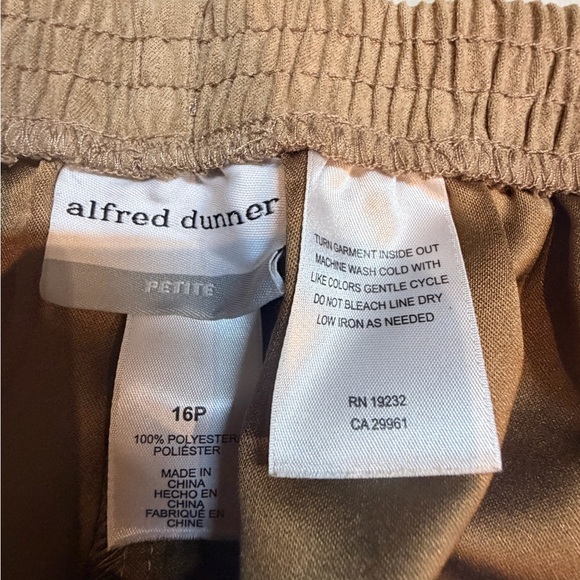 alfred dunner
PETITE
16P
100% POLYESTER
POLIÉSTER
MADE IN
CHINA
HECHO EN
CHINA
FABRIQUÉ EN
CHINE
TURN GARMENT INSIDE OUT
MACHINE WASH COLD WITH
LIKE COLORS GENTLE CYCLE
DO NOT BLEACH LINE DRY
LOW IRON AS NEEDED
RN 19232
CA 29961